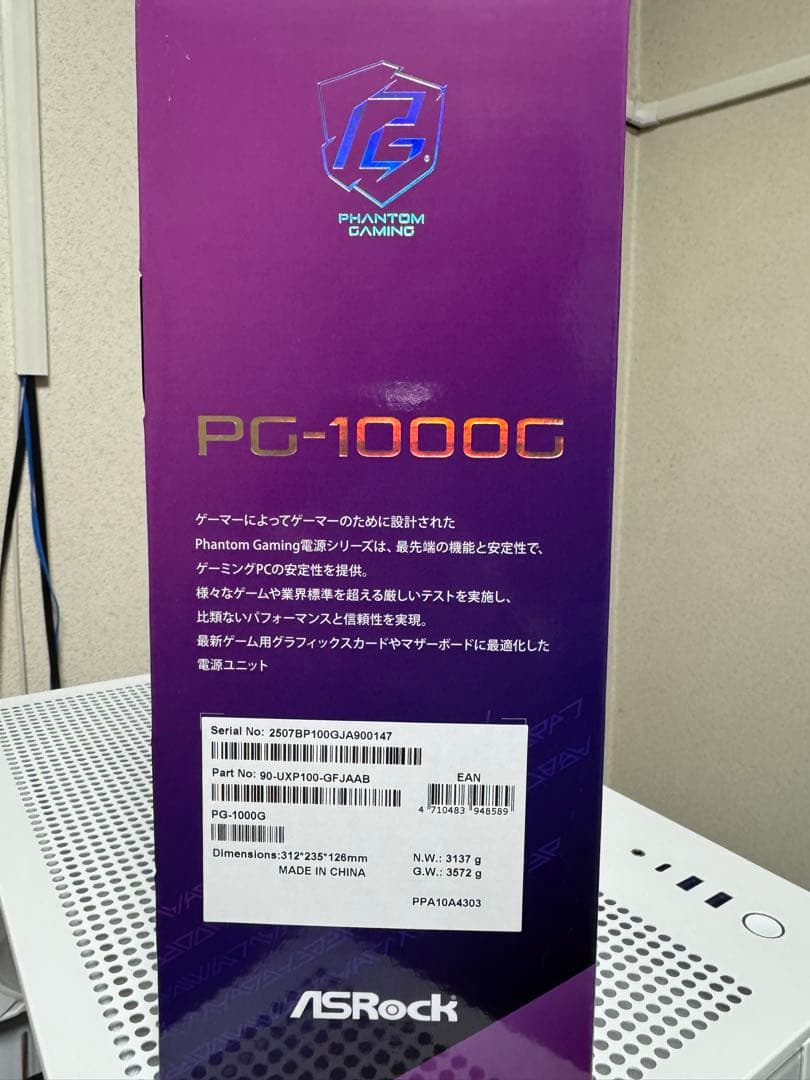 PHANTOM
GAMING
PG-1000G
ゲーマーによってゲーマーのために設計された
Phantom Gaming電源シリーズは、最先端の機能と安定性で、
ゲーミングPCの安定性を提供。
様々なゲームや業界標準を超える厳しいテストを実施し、
比類ないパフォーマンスと信頼性を実現。
最新ゲーム用グラフィックスカードやマザーボードに最適化した
電源ユニット
Serial No: 2507BP100GJA900147
Part No: 90-UXP100-GFJAAB
EAN
4 710483 948589
PG-1000G
Dimensions:312*235*126mm
N.W.: 3137 g
MADE IN CHINA
G.W.: 3572 g
PPA10A4303
ASRock